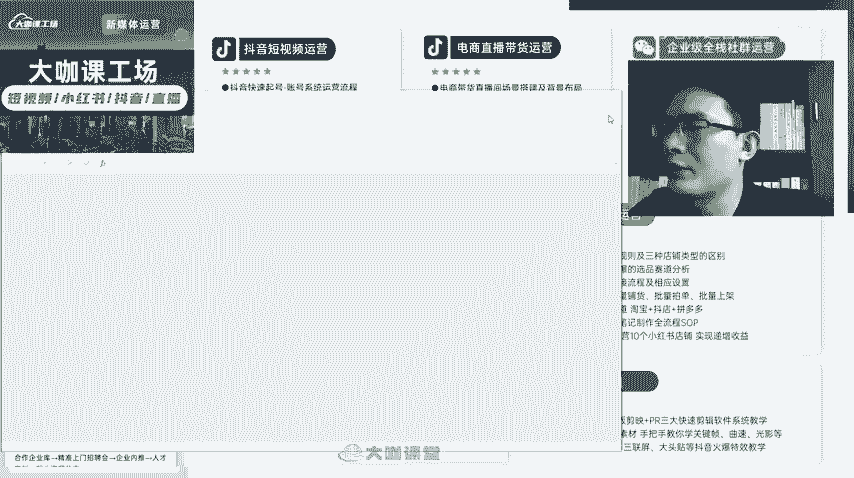 大咖课工场
新媒体运营
大咖课工场
短视频/小红书/抖音/直播
抖音短视频运营
★★★★★
●抖音快速起号·账号系统运营流程
电商直播带货运营
★★★★★
●电商带货直播间场景搭建及背景布局
企业级全栈社群运营
规则及三种店铺类型的区别
的选品赛道分析
流程及相应设置
铺货、批量拍单、批量上架
淘宝+抖店+拼多多
笔记制作全流程SOP
营10个小红书店铺 实现递增收益
剪映+PR三大快速剪辑软件系统教学
素材 手把手教你学关键帧、曲速、光影等
三联屏、大头贴等抖音火爆特效教学
大咖课堂
合作企业库→精准上门招聘会→企业内推→人才